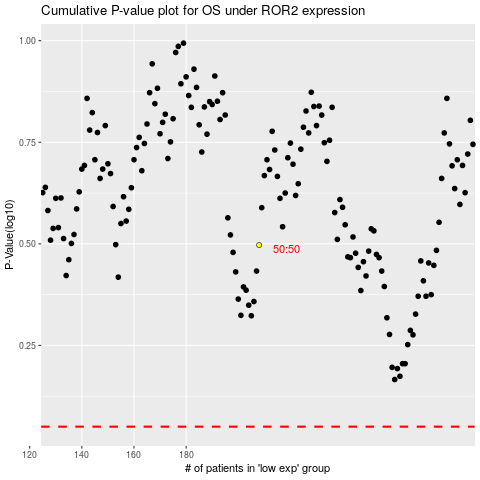 Cumulative P-value plot for OS under ROR2 expression
P-Value(log10)
1.00
0.75
0.50
0.25
50:50
120 140 160 180
# of patients in 'low exp' group